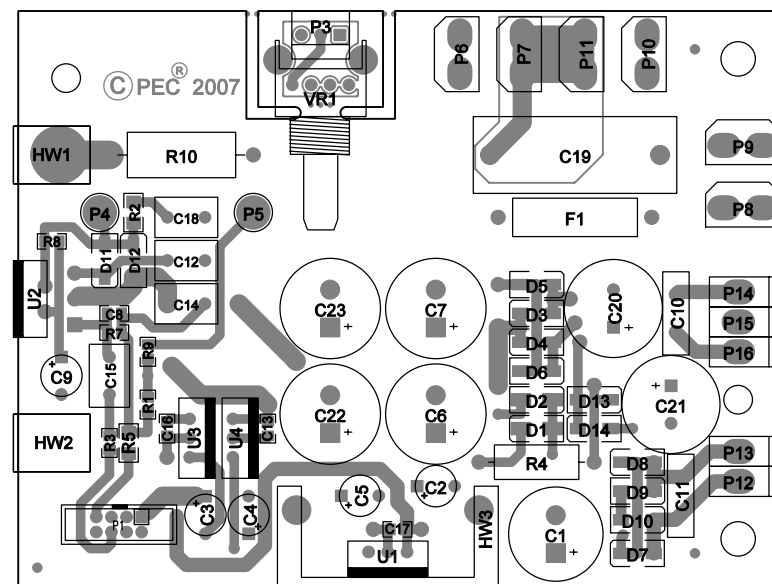 P3
P6
P7
P11
P10
© PEC® 2007
VR1
HW1
R10
C19
P9
P4
R2
C18
P5
F1
P8
R8
D11
D12
C12
U2
C14
C8
R7
C23
C7
D5
D3
D4
D6
C20
C10
P14
P15
P16
C9
C15
R9
R1
C22
C6
D2
D1
D13
D14
C21
HW2
R3
R5
C16
U3
U4
C13
R4
D8
D9
D10
D7
C11
P13
P12
P1
C3
C4
C5
C2
C17
U1
HW3
C1